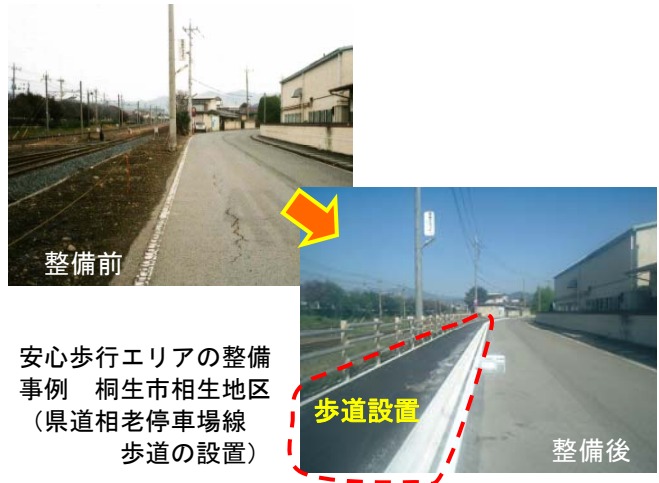 整備前
歩道設置
整備後
安心歩行エリアの整備
事例　桐生市相生地区
（県道相老停車場線
歩道の設置）